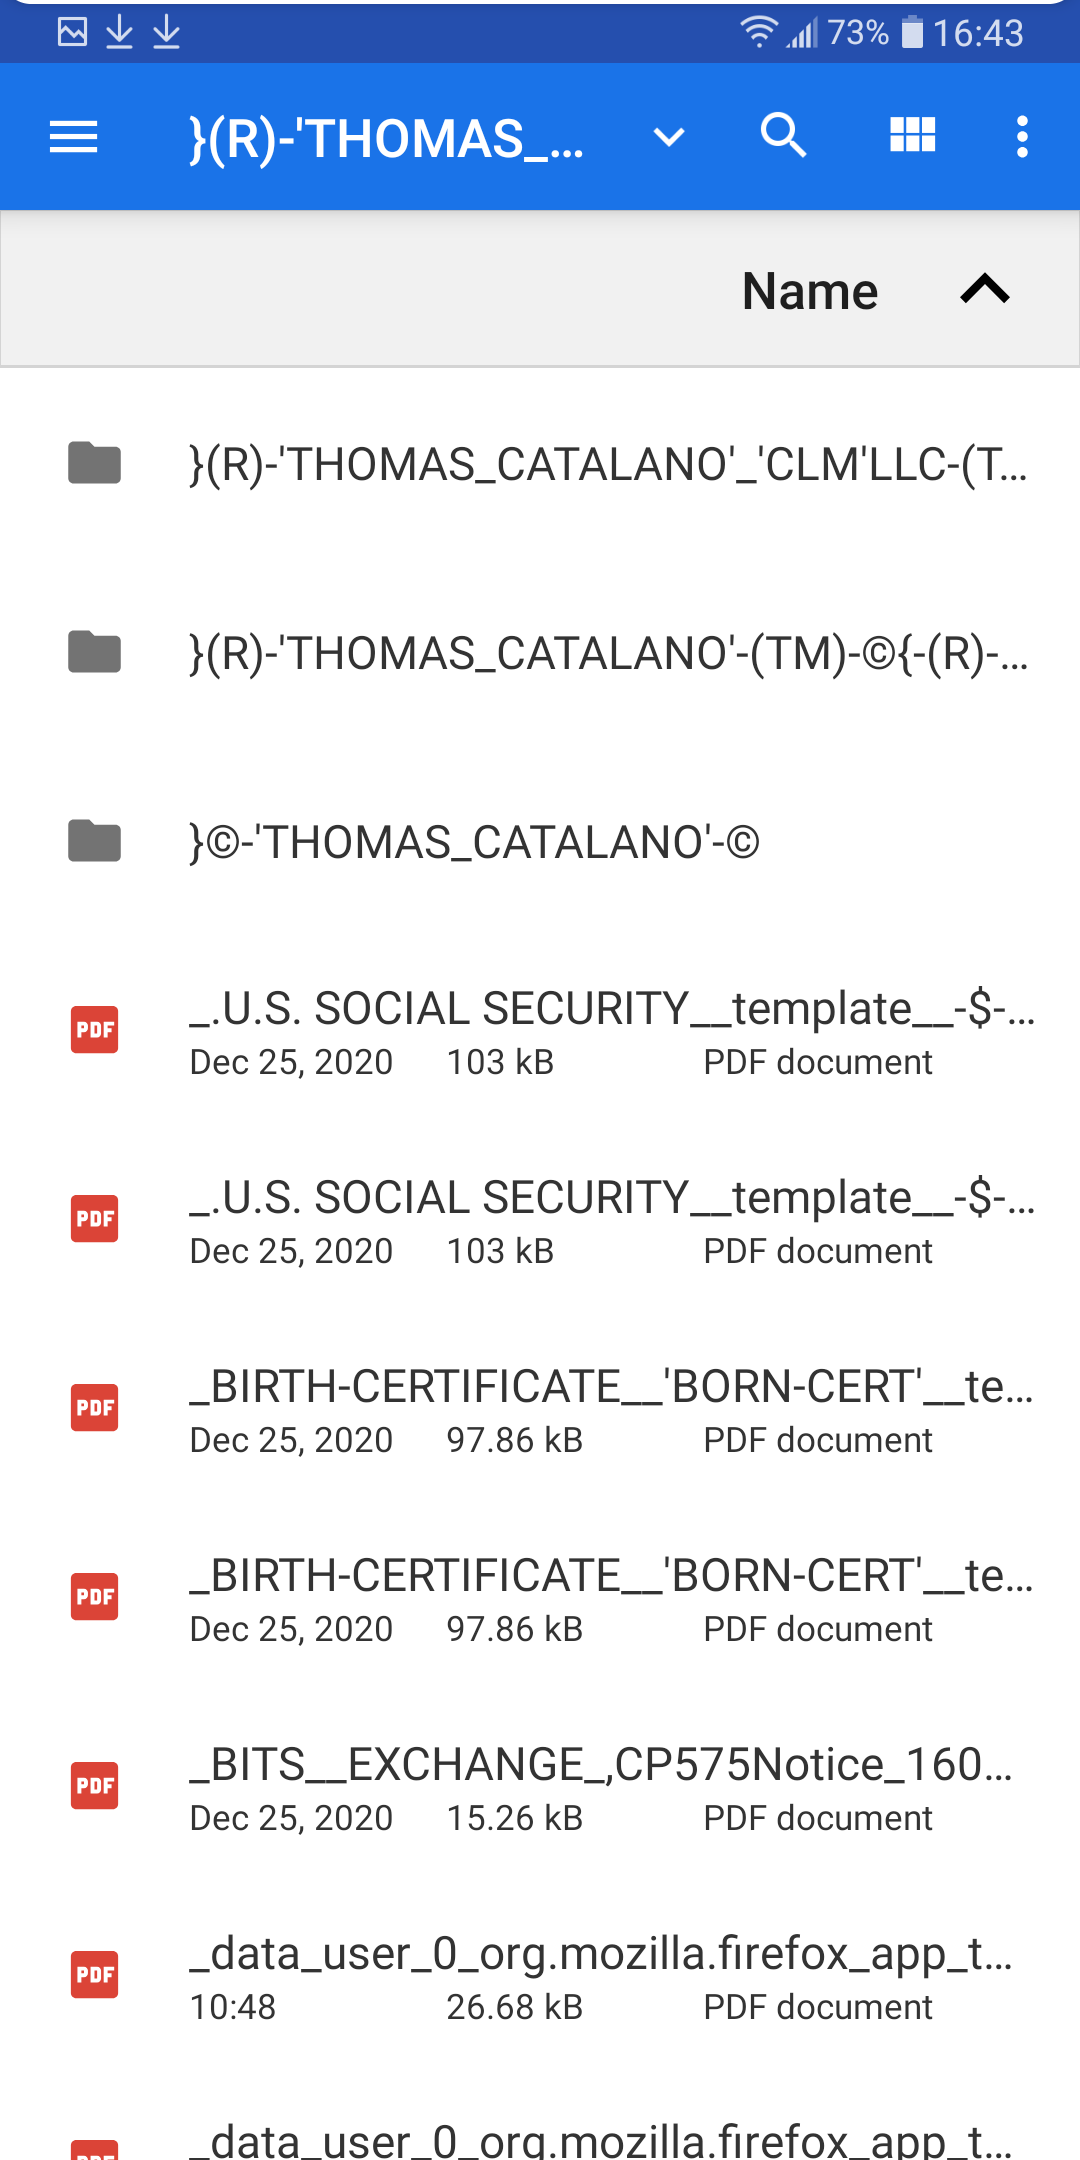 73% 16:43
}(R)-'THOMAS_...
Name
}(R)-'THOMAS_CATALANO'_'CLM'LLC-(T...
}(R)-'THOMAS_CATALANO'-(TM)-©{-(R)-...
}©-'THOMAS_CATALANO'-©
_.U.S. SOCIAL SECURITY__template__-$-...
PDF
Dec 25, 2020 103 kB PDF document
_.U.S. SOCIAL SECURITY__template__-$-...
PDF
Dec 25, 2020 103 kB PDF document
_BIRTH-CERTIFICATE__'BORN-CERT'__te...
PDF
Dec 25, 2020 97.86 kB PDF document
_BIRTH-CERTIFICATE__'BORN-CERT'__te...
PDF
Dec 25, 2020 97.86 kB PDF document
_BITS__EXCHANGE_,CP575Notice_160...
PDF
Dec 25, 2020 15.26 kB PDF document
_data_user_0_org.mozilla.firefox_app_t...
PDF
10:48 26.68 kB PDF document
_data_user_0_org.mozilla.firefox_app_t...
PDF